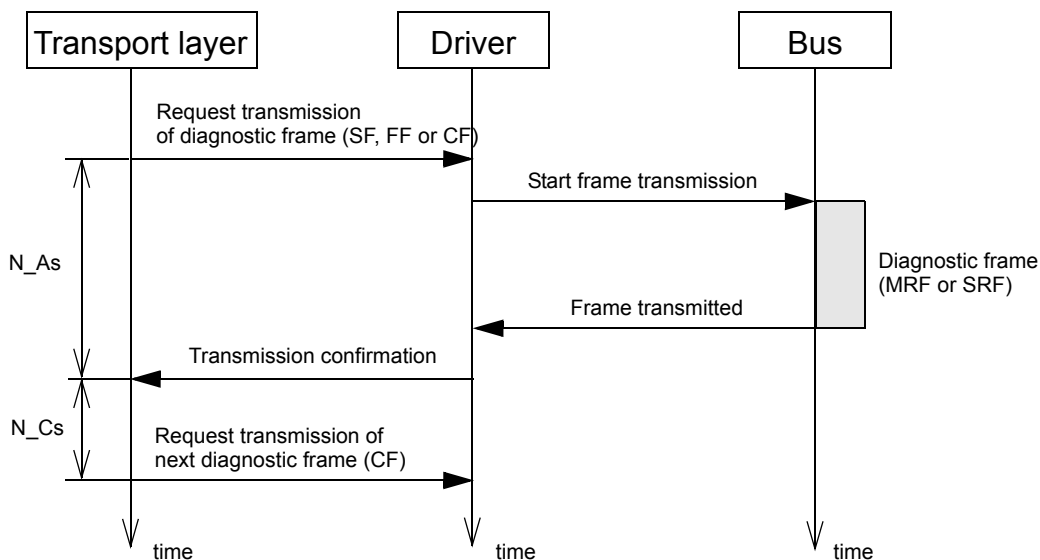 Transport layer
Driver
Bus
Request transmission
of diagnostic frame (SF, FF or CF)
Start frame transmission
N_As
Diagnostic frame
(MRF or SRF)
Frame transmitted
Transmission confirmation
N_Cs
Request transmission of
next diagnostic frame (CF)
time
time
time